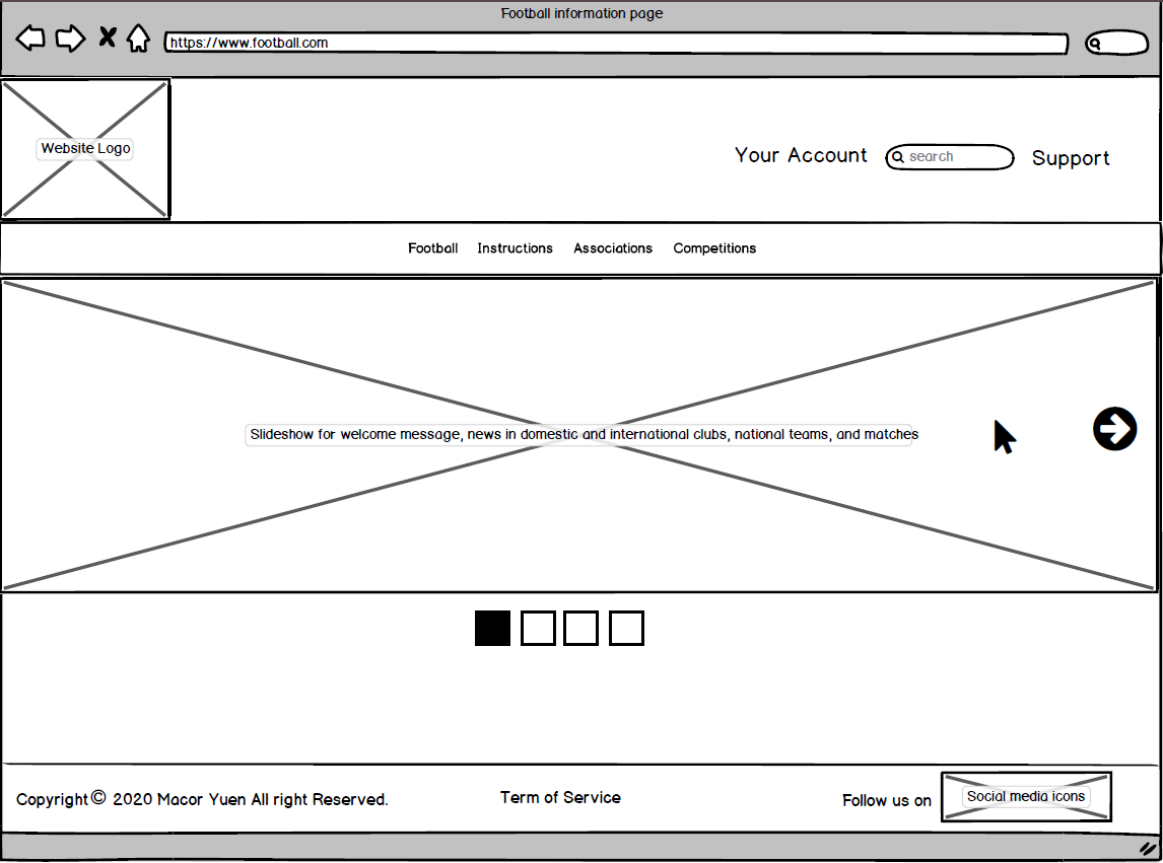 Football information page
https://www.football.com
Website Logo
Your Account
search
Support
Football Instructions Associations Competitions
Slideshow for welcome message, news in domestic and international clubs, national teams, and matches
Copyright© 2020 Macor Yuen All right Reserved.
Term of Service
Follow us on
Social media icons